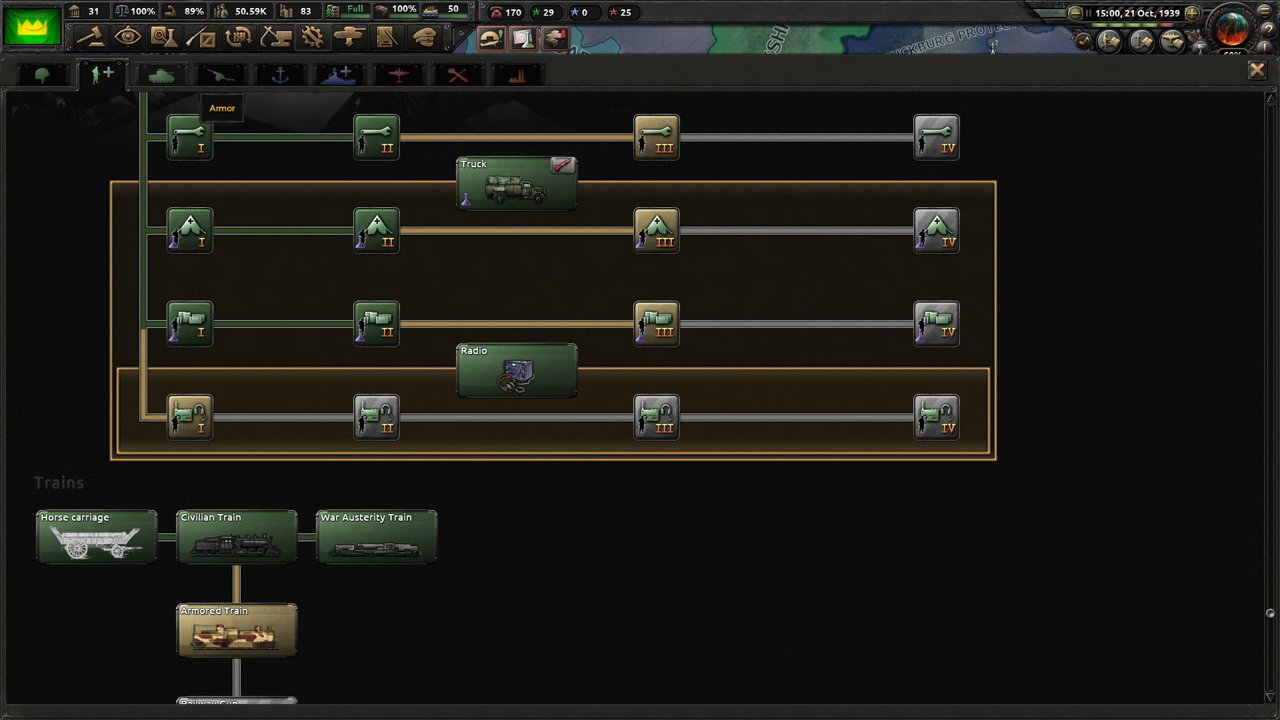 31 100% 89% 50.59K 83 Full 100% 50 170 29 0 25 15:00, 21 Oct, 1939
Armor
I II III IV
Truck
I II III IV
I II III IV
Radio
I II III IV
Trains
Horse carriage Civilian Train War Austerity Train
Armored Train
Railway Gun